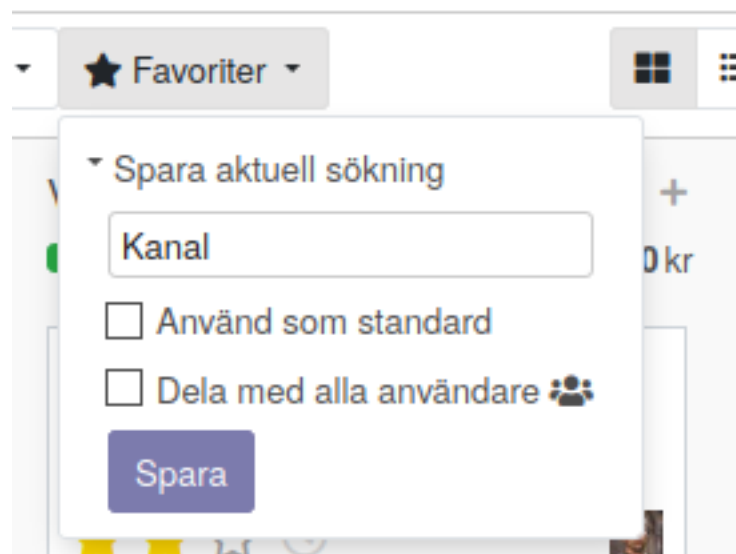 Favoriter
Spara aktuell sökning
Kanal
0 kr
Använd som standard
Dela med alla användare
Spara